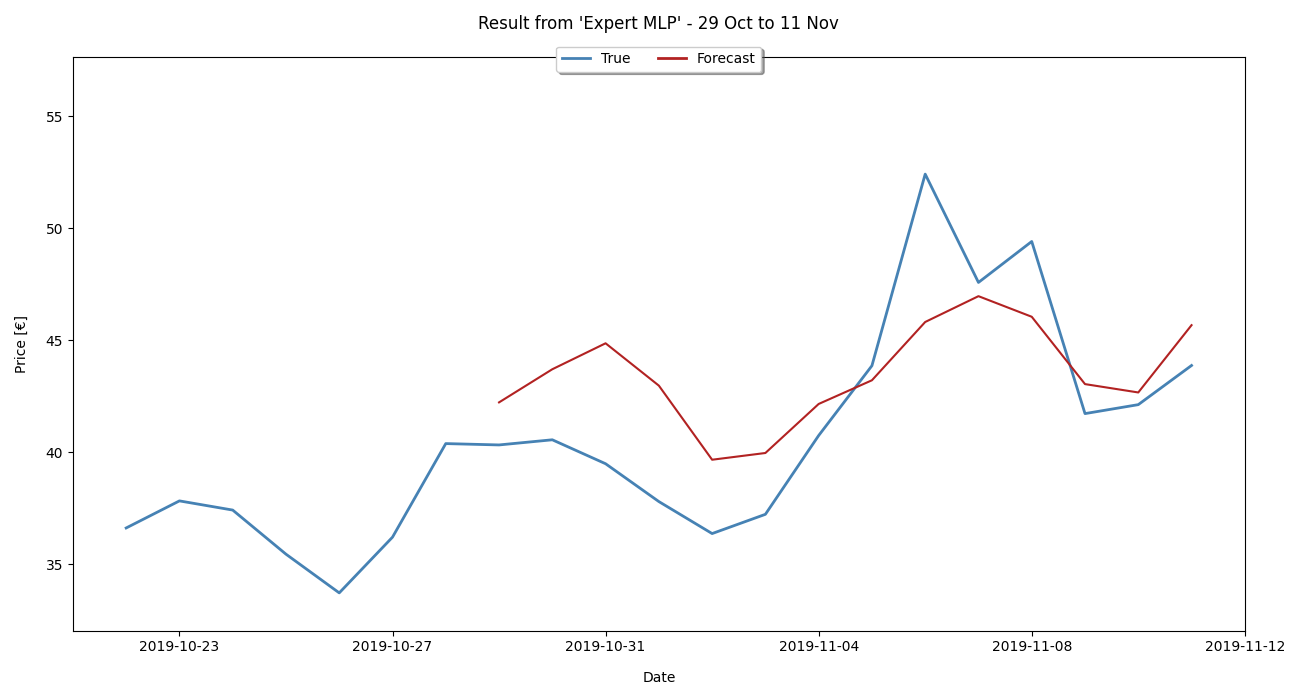 Result from 'Expert MLP' - 29 Oct to 11 Nov
True Forecast
Price [€]
55
50
45
40
35
2019-10-23 2019-10-27 2019-10-31 2019-11-04 2019-11-08 2019-11-12
Date